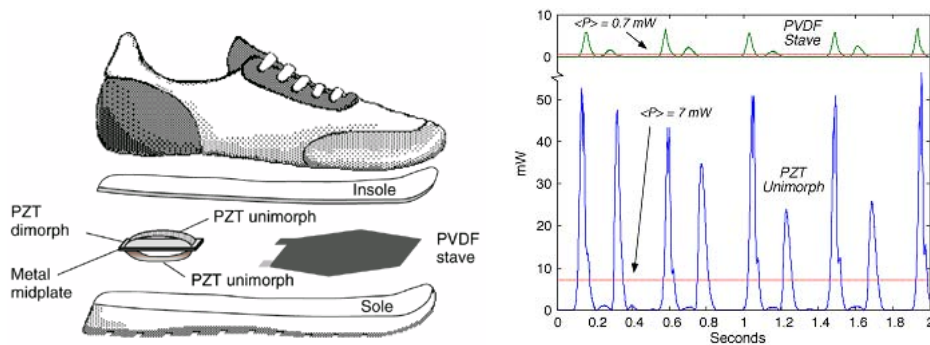 Insole
PZT
dimorph
PZT unimorph
Metal
midplate
PZT unimorph
PVDF
stave
Sole
10
<P> = 0.7 mW
PVDF
Stave
0
50
<P> = 7 mW
40
mW
30
PZT
Unimorph
20
10
0
0 0.2 0.4 0.6 0.8 1 1.2 1.4 1.6 1.8 2
Seconds